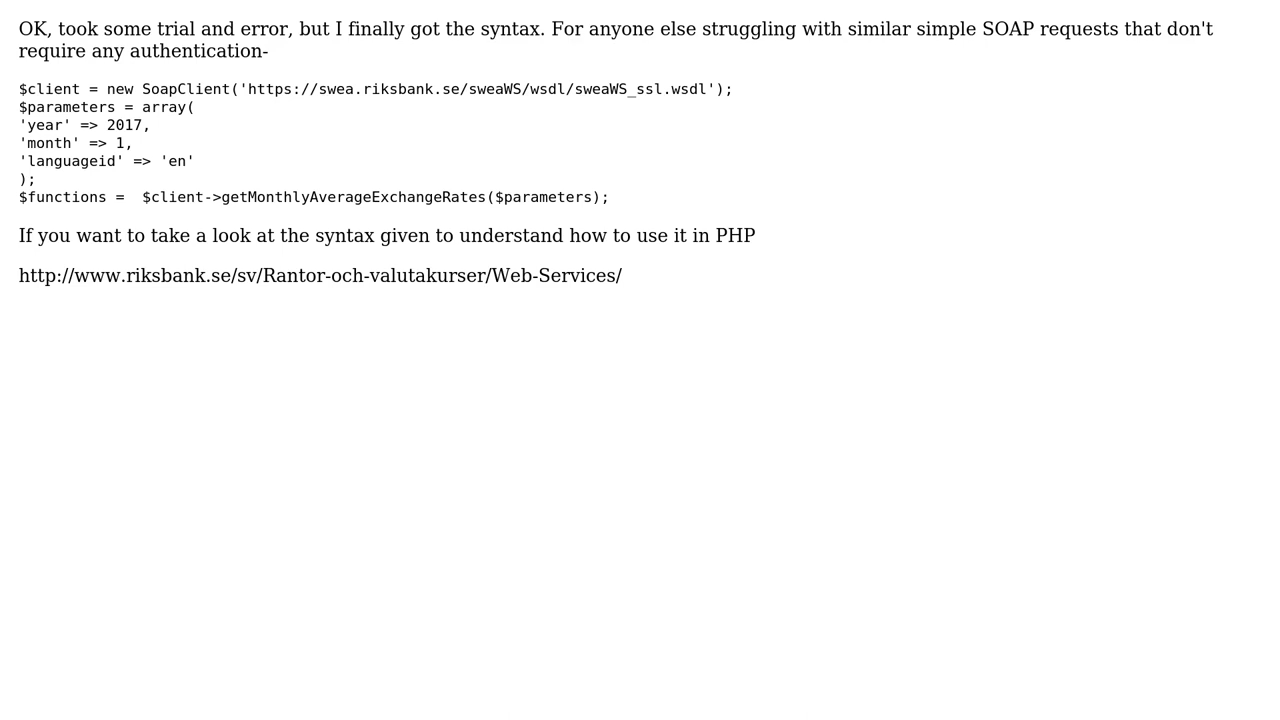 OK, took some trial and error, but I finally got the syntax. For anyone else struggling with similar simple SOAP requests that don't
require any authentication-
$client = new SoapClient('https://swea.riksbank.se/sweaWS/wsdl/sweaWS_ssl.wsdl');
$parameters = array(
'year' => 2017,
'month' => 1,
'languageid' => 'en'
);
$functions =  $client->getMonthlyAverageExchangeRates($parameters);
If you want to take a look at the syntax given to understand how to use it in PHP
http://www.riksbank.se/sv/Rantor-och-valutakurser/Web-Services/